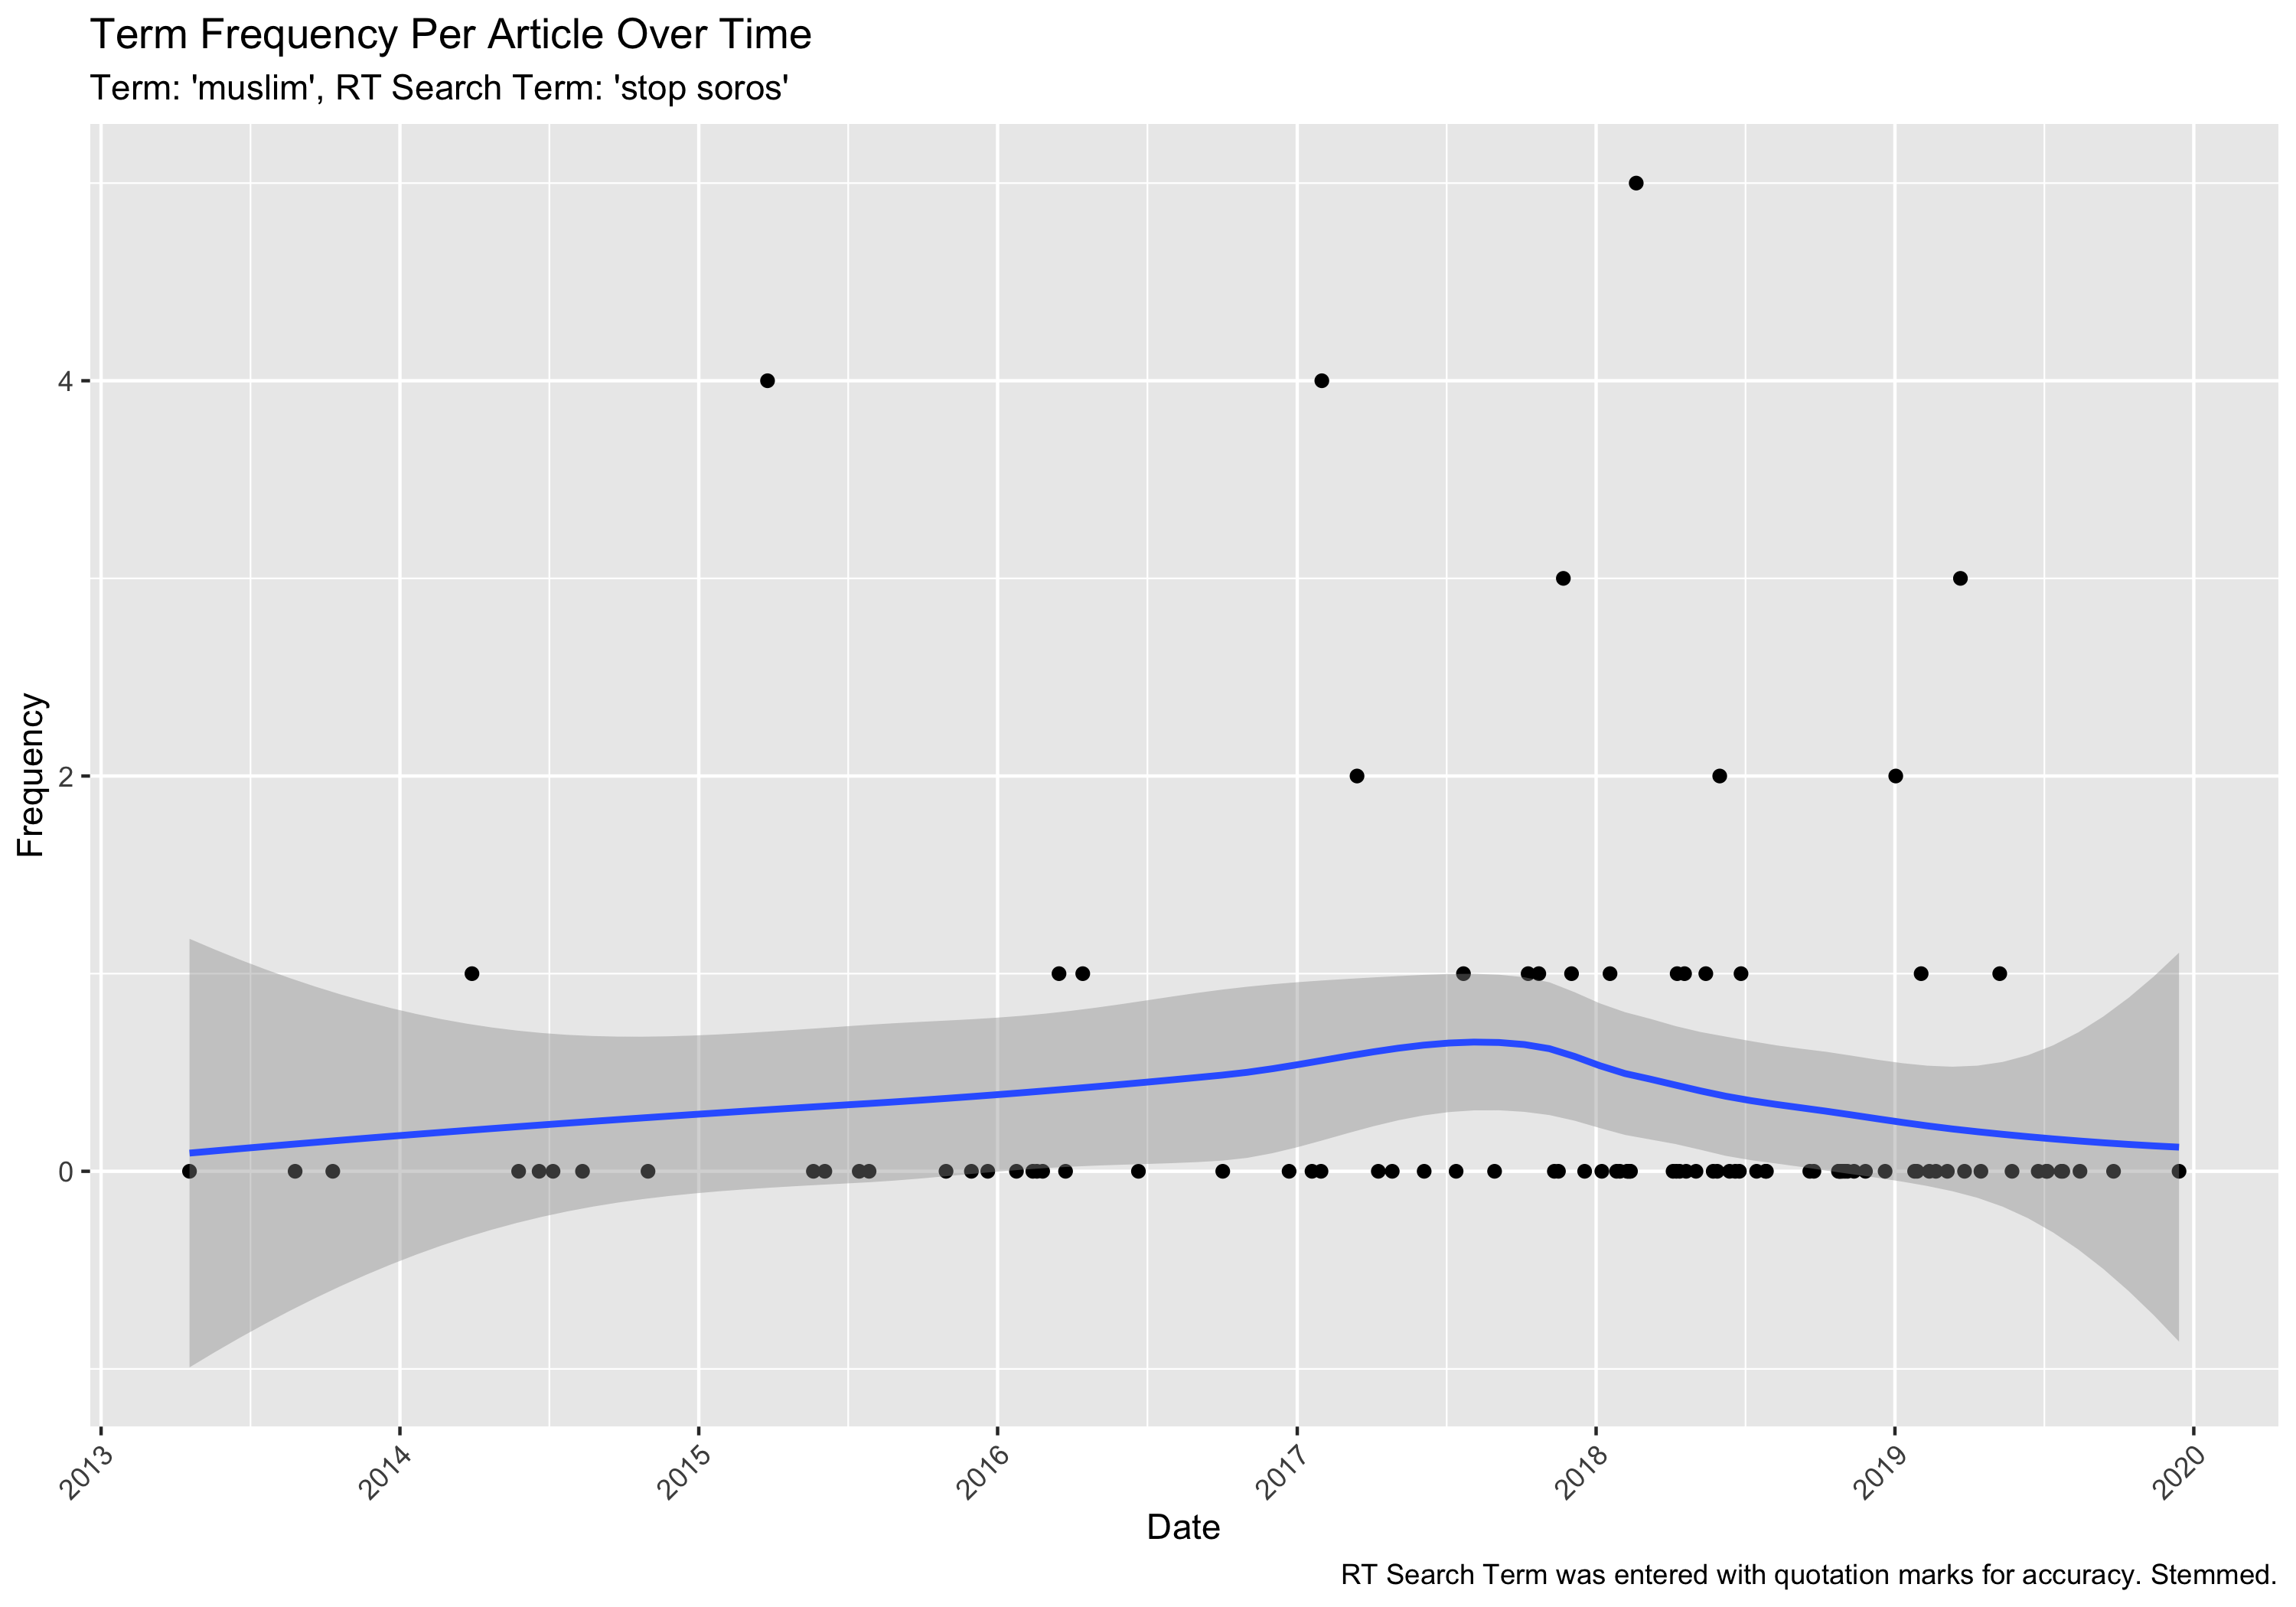 Term Frequency Per Article Over Time
Term: 'muslim', RT Search Term: 'stop soros'
Frequency
4
2
0
2013
2014
2015
2016
2017
2018
2019
2020
Date
RT Search Term was entered with quotation marks for accuracy. Stemmed.